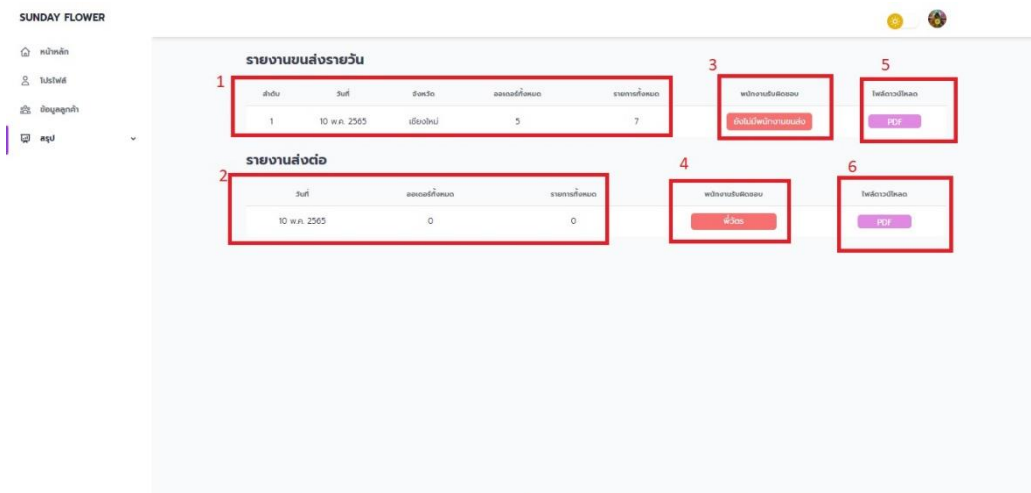 SUNDAY FLOWER
หน้าหลัก
โปรไฟล์
ข้อมูลลูกค้า
สรุป
รายงานขนส่งรายวัน
1
3
5
ลำดับ วันที่ จังหวัด ออเดอร์ทั้งหมด รายการทั้งหมด พนักงานรับผิดชอบ ไฟล์ดาวน์โหลด
1 10 พ.ค. 2565 เชียงใหม่ 5 7 ยังไม่มีพนักงานขนส่ง PDF
รายงานส่งต่อ
2
4
6
วันที่ ออเดอร์ทั้งหมด รายการทั้งหมด พนักงานรับผิดชอบ ไฟล์ดาวน์โหลด
10 พ.ค. 2565 0 0 พี่วัตร PDF